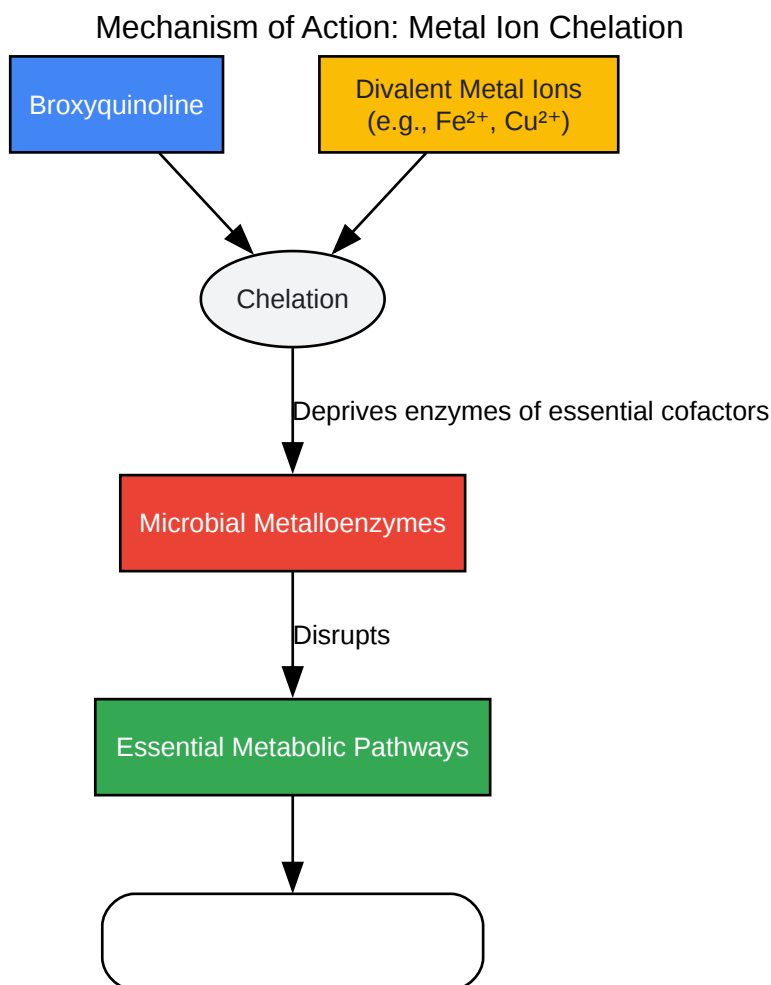 Mechanism of Action: Metal Ion Chelation
Broxyquinoline
Divalent Metal Ions
(e.g., Fe²⁺, Cu²⁺)
Chelation
Deprives enzymes of essential cofactors
Microbial Metalloenzymes
Disrupts
Essential Metabolic Pathways